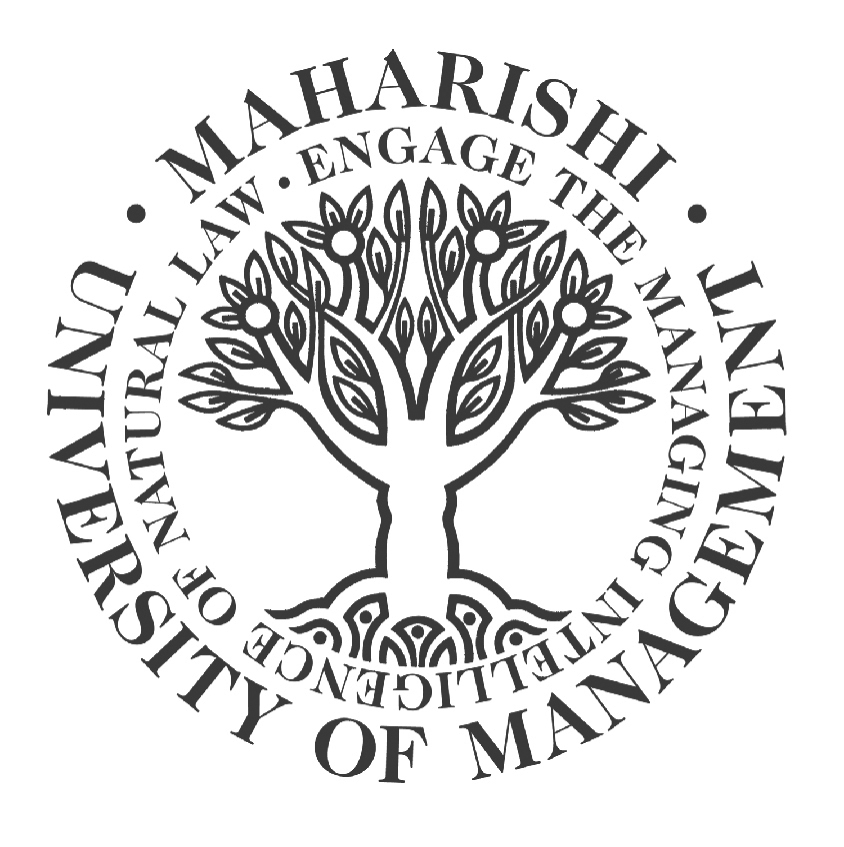 • MAHARISHI •
UNIVERSITY OF MANAGEMENT
• ENGAGE THE MANAGING INTELLIGENCE OF NATURAL LAW